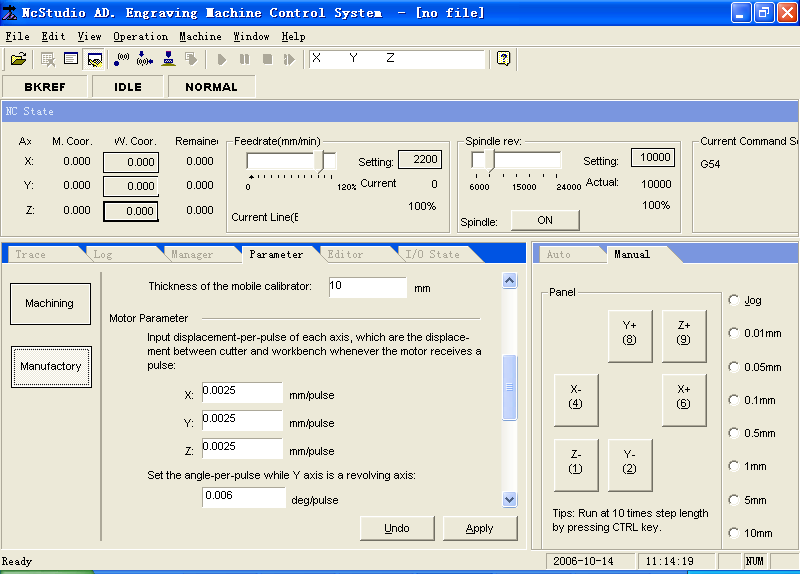 NcStudio AD. Engraving Machine Control System - [no file]
File Edit View Operation Machine Window Help
X Y Z
BKREF IDLE NORMAL
NC State
Ax M. Coor. W. Coor. Remaine
X: 0.000 0.000 0.000
Y: 0.000 0.000 0.000
Z: 0.000 0.000 0.000
Feedrate(mm/min)
Setting: 2200
0 120%
Current 0
100%
Current Line(
Spindle rev:
Setting: 10000
6000 15000 24000
Actual: 10000
100%
Spindle: ON
Current Command S
G54
Trace Log Manager Parameter Editor I/O State
Machining
Manufactory
Thickness of the mobile calibrator: 10 mm
Motor Parameter
Input displacement-per-pulse of each axis, which are the displace-
ment between cutter and workbench whenever the motor receives a
pulse:
X: 0.0025 mm/pulse
Y: 0.0025 mm/pulse
Z: 0.0025 mm/pulse
Set the angle-per-pulse while Y axis is a revolving axis:
0.006 deg/pulse
Undo Apply
Auto Manual
Panel
Y+
(8)
Z+
(9)
X-
(4)
X+
(6)
Z-
(1)
Y-
(2)
Tips: Run at 10 times step length
by pressing CTRL key.
Jog
0.01mm
0.05mm
0.1mm
0.5mm
1mm
5mm
10mm
Ready
2006-10-14 11:14:19 NUM